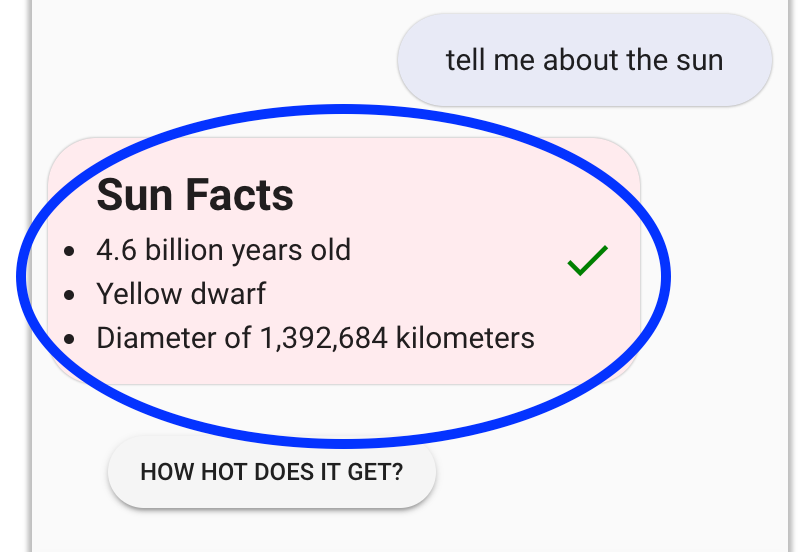 tell me about the sun
Sun Facts
• 4.6 billion years old
• Yellow dwarf
• Diameter of 1,392,684 kilometers
HOW HOT DOES IT GET?